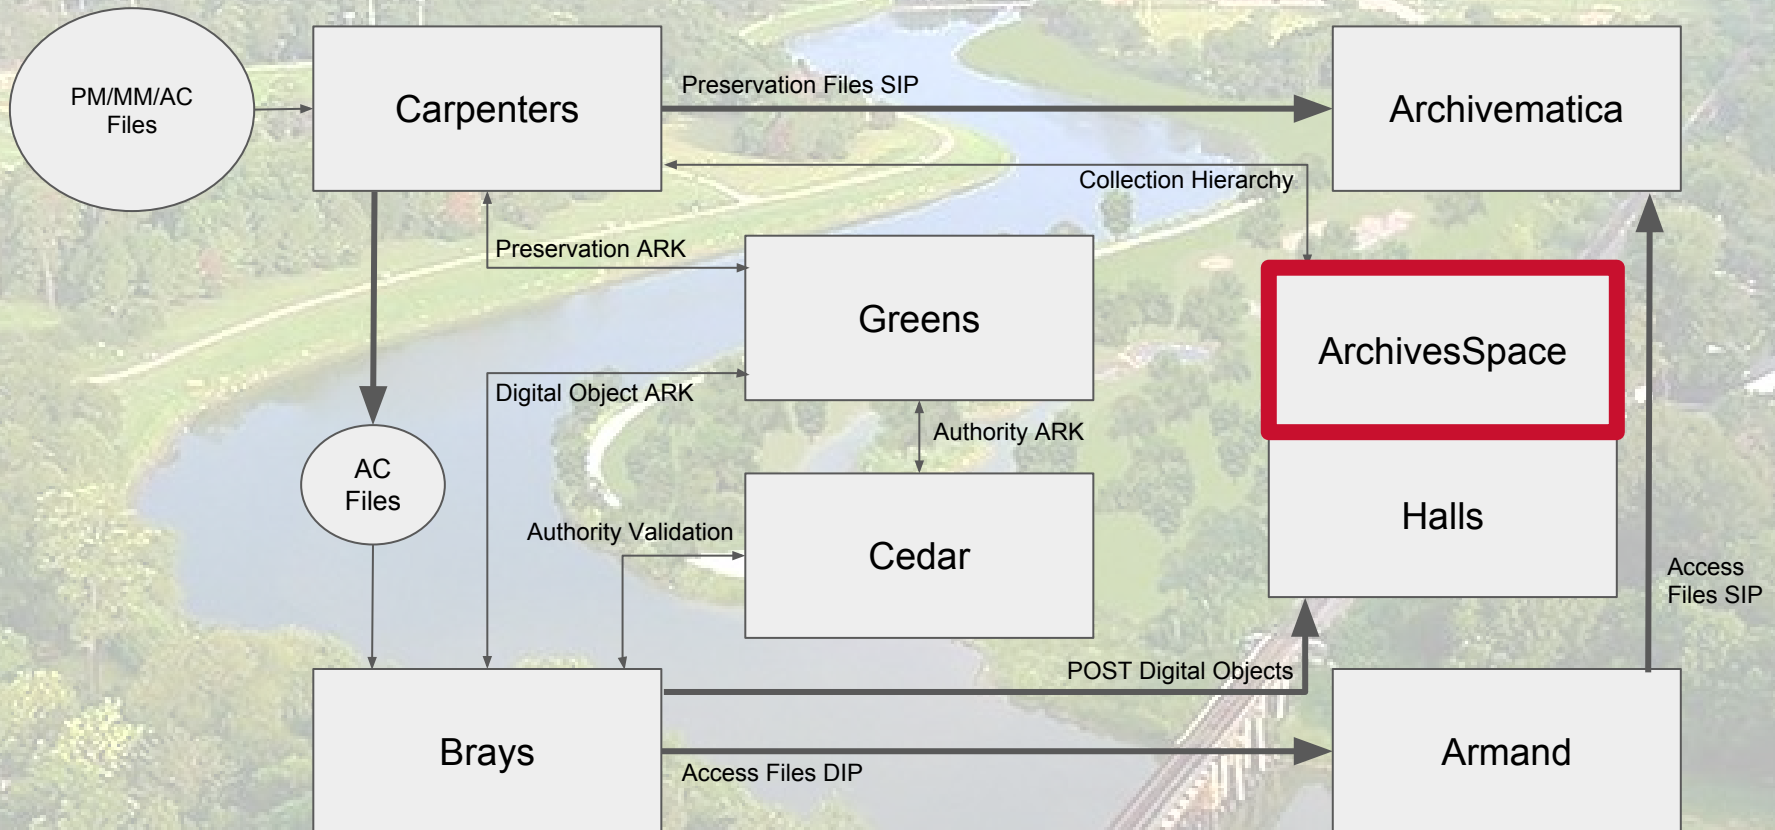 PM/MM/AC
Files
Carpenters
Preservation Files SIP
Archivematica
Collection Hierarchy
Preservation ARK
Greens
ArchivesSpace
Digital Object ARK
Authority ARK
AC
Files
Halls
Authority Validation
Cedar
Access
Files SIP
POST Digital Objects
Brays
Access Files DIP
Armand